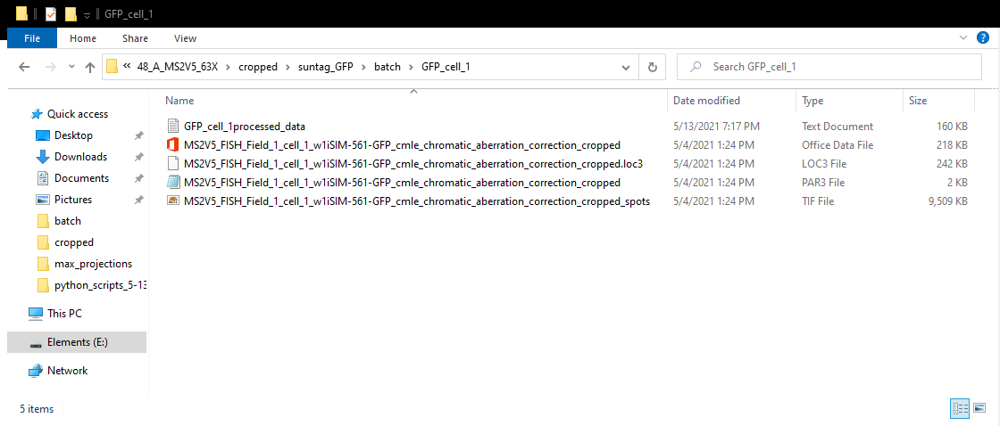 GFP_cell_1
File Home Share View
« 48_A_MS2V5_63X > cropped > suntag_GFP > batch > GFP_cell_1
Search GFP_cell_1
Name Date modified Type Size
Quick access
Desktop
Downloads
Documents
Pictures
batch
cropped
max_projections
python_scripts_5-13
This PC
Elements (E:)
Network
GFP_cell_1processed_data 5/13/2021 7:17 PM Text Document 160 KB
MS2V5_FISH_Field_1_cell_1_w1iSIM-561-GFP_cmle_chromatic_aberration_correction_cropped 5/4/2021 1:24 PM Office Data File 218 KB
MS2V5_FISH_Field_1_cell_1_w1iSIM-561-GFP_cmle_chromatic_aberration_correction_cropped.loc3 5/4/2021 1:24 PM LOC3 File 242 KB
MS2V5_FISH_Field_1_cell_1_w1iSIM-561-GFP_cmle_chromatic_aberration_correction_cropped 5/4/2021 1:24 PM PAR3 File 2 KB
MS2V5_FISH_Field_1_cell_1_w1iSIM-561-GFP_cmle_chromatic_aberration_correction_cropped_spots 5/4/2021 1:24 PM TIF File 9,509 KB
5 items